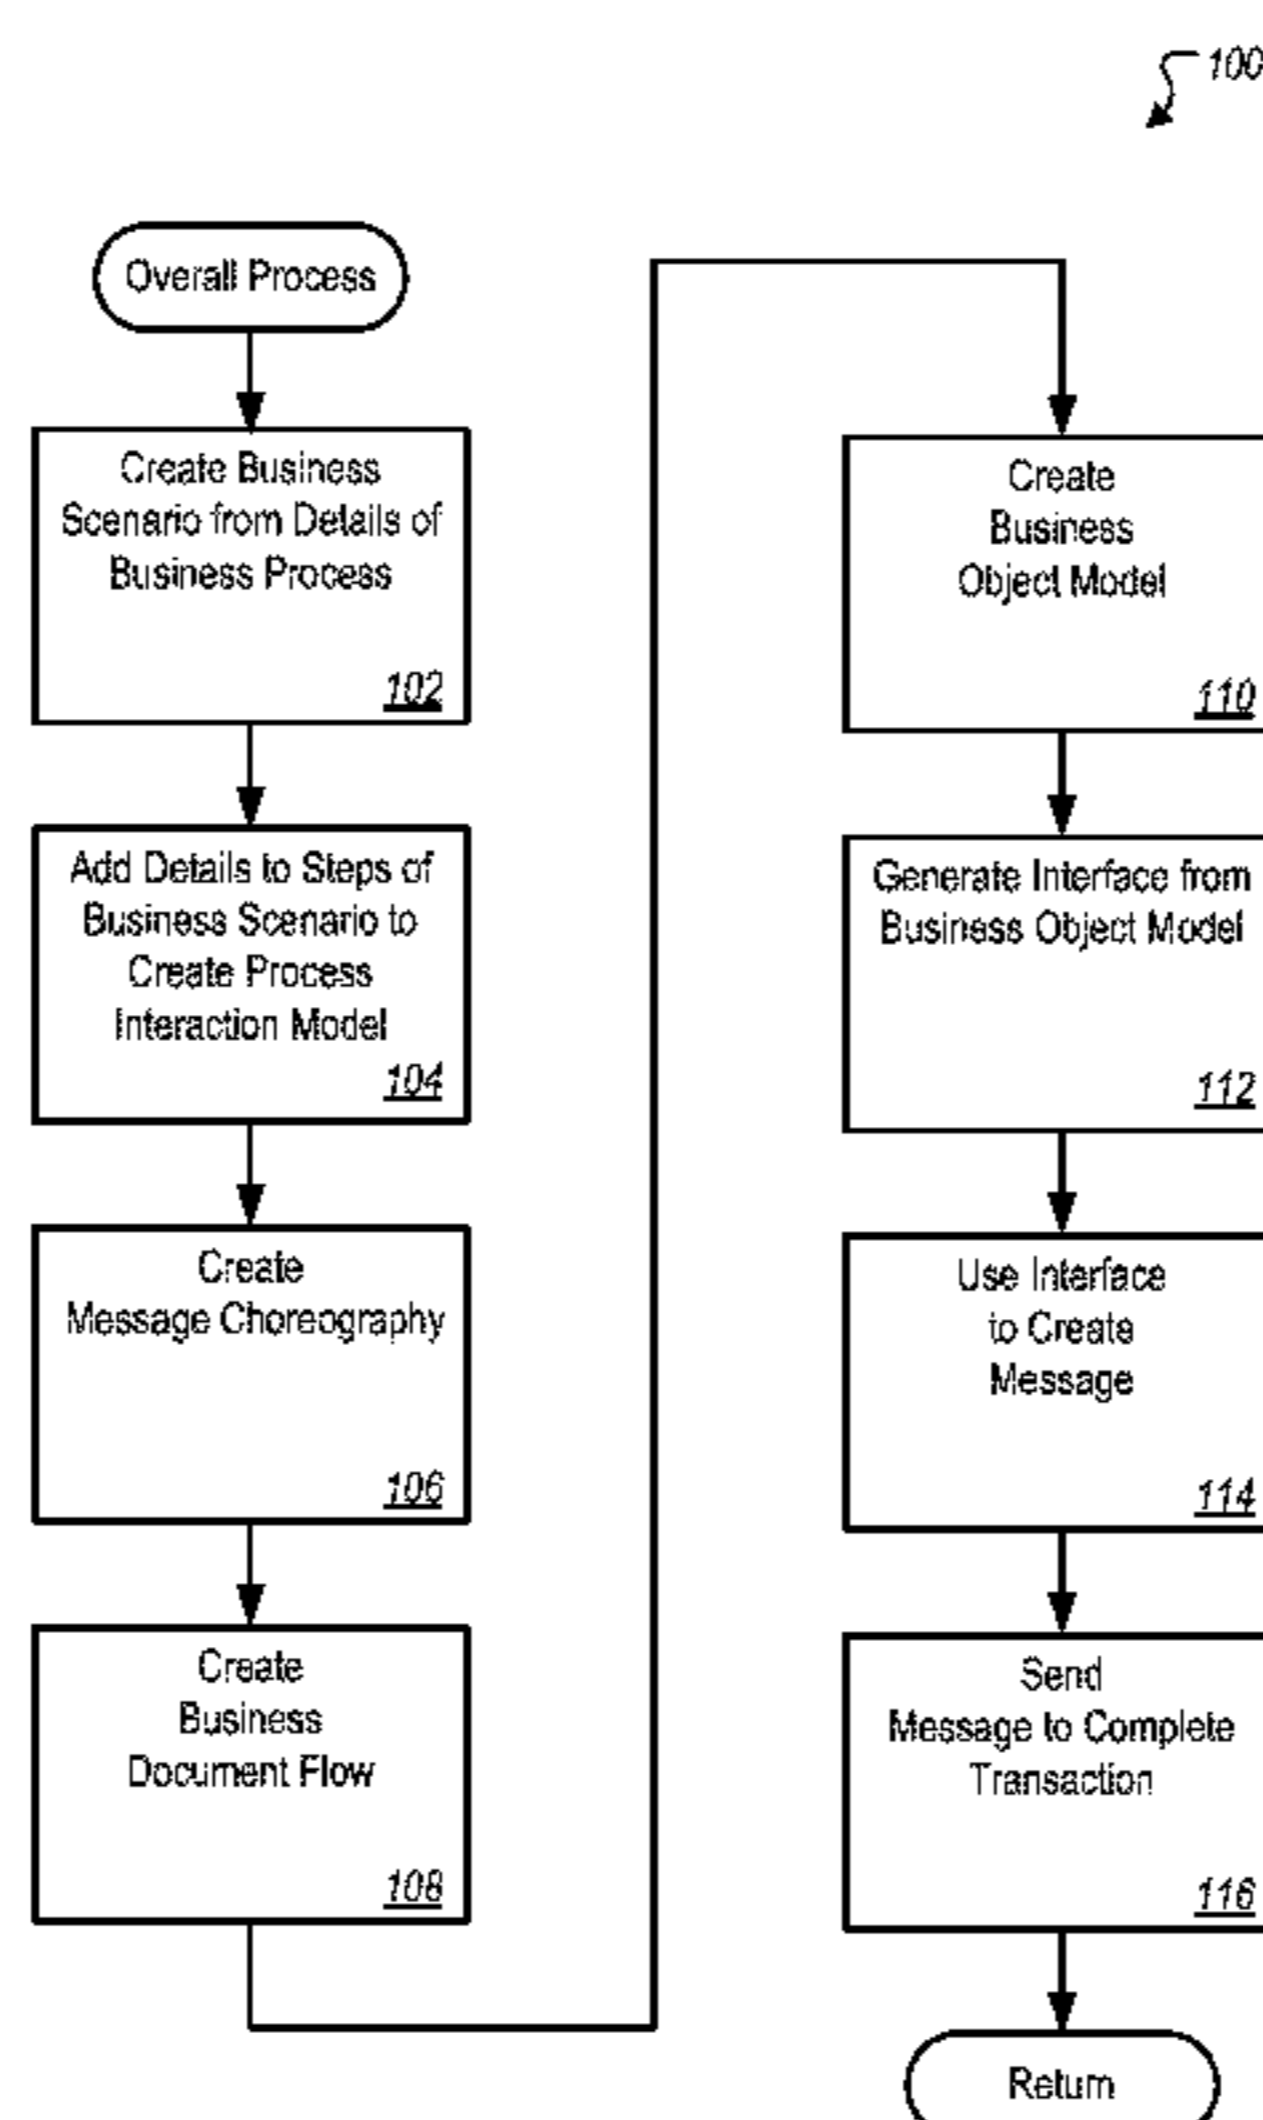 100
Overall Process
Create Business
Scenario from Details of
Business Process
102
Add Details to Steps of
Business Scenario to
Create Process
Interaction Model
104
Create
Message Choreography
106
Create
Business
Document Flow
108
Create
Business
Object Model
110
Generate Interface from
Business Object Model
112
Use Interface
to Create
Message
114
Send
Message to Complete
Transaction
116
Return